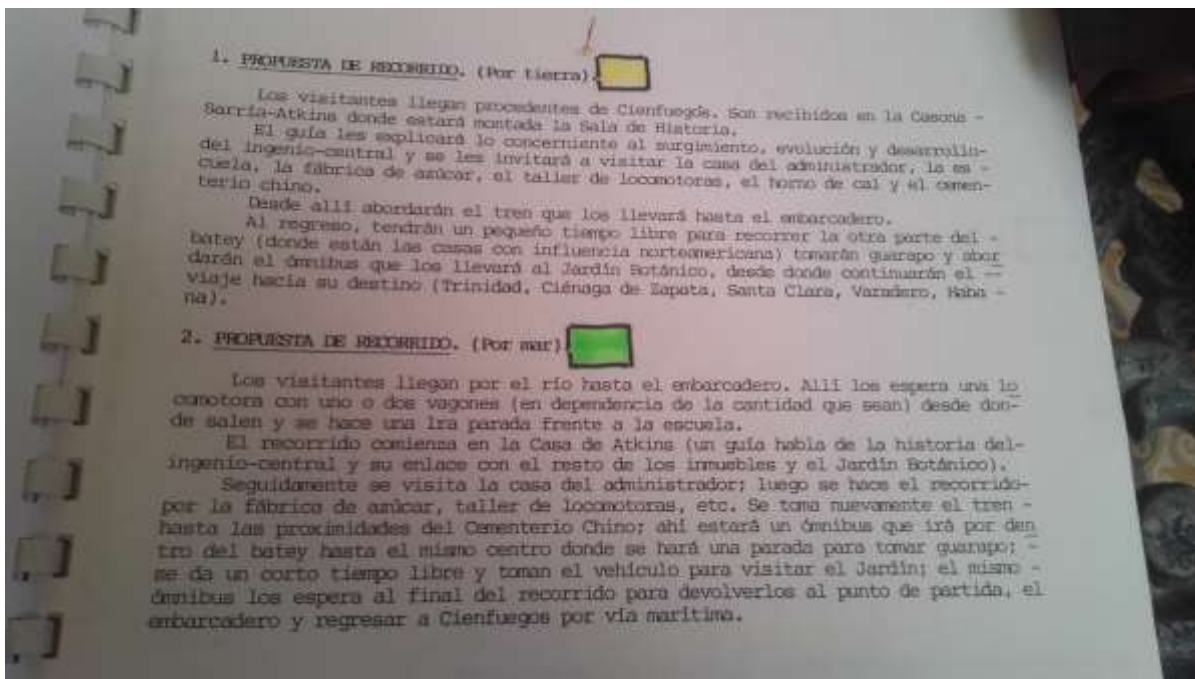 1. PROPUESTA DE RECORRIDO. (Por tierra).
Los visitantes llegan procedentes de Cienfuegos. Son recibidos en la Casona -
Sarría-Atkins donde estará montada la Sala de Historia.
El guía les explicará lo concerniente al surgimiento, evolución y desarrollo-
del ingenio-central y se les invitará a visitar la casa del administrador, la es -
cuela, la fábrica de azúcar, el taller de locomotoras, el horno de cal y el cemen-
terio chino.
Desde allí abordarán el tren que los llevará hasta el embarcadero.
Al regreso, tendrán un pequeño tiempo libre para recorrer la otra parte del -
batey (donde están las casas con influencia norteamericana) tomarán guarapo y abor
darán el ómnibus que los llevará al Jardín Botánico, desde donde continuarán el --
viaje hacia su destino (Trinidad, Ciénaga de Zapata, Santa Clara, Varadero, Haba -
na).
2. PROPUESTA DE RECORRIDO. (Por mar)
Los visitantes llegan por el río hasta el embarcadero. Allí los espera una lo
comotora con uno o dos vagones (en dependencia de la cantidad que sean) desde don-
de salen y se hace una 1ra parada frente a la escuela.
El recorrido comienza en la Casa de Atkins (un guía habla de la historia del-
ingenio-central y su enlace con el resto de los inmuebles y el Jardín Botánico).
Seguidamente se visita la casa del administrador; luego se hace el recorrido-
por la fábrica de azúcar, taller de locomotoras, etc. Se toma nuevamente el tren -
hasta las proximidades del Cementerio Chino; ahí estará un ómnibus que irá por den
tro del batey hasta el mismo centro donde se hará una parada para tomar guarapo; -
se da un corto tiempo libre y toman el vehículo para visitar el Jardín; el mismo -
ómnibus los espera al final del recorrido para devolverlos al punto de partida, el
embarcadero y regresar a Cienfuegos por vía marítima.